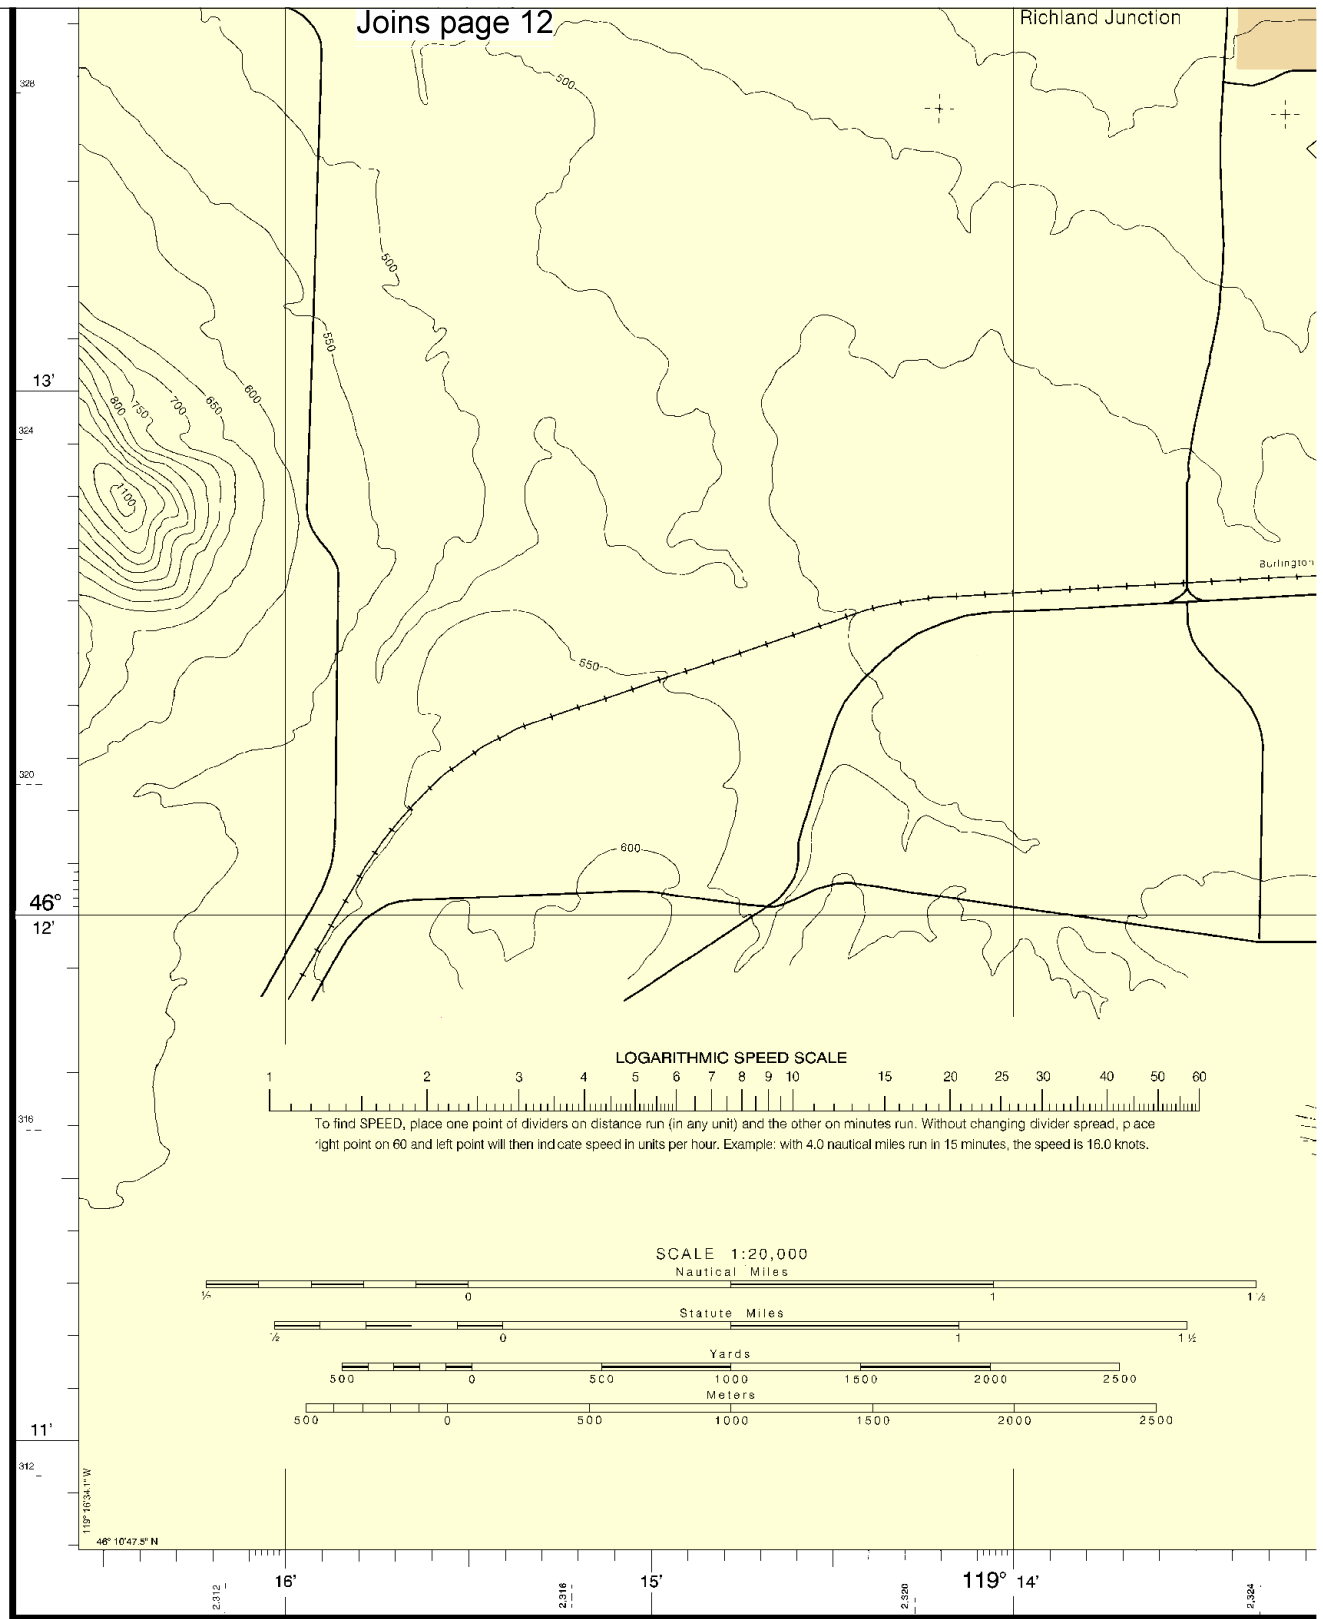 Joins page 12
Richland Junction
328
500
500
550
13'
600
650
700
750
800
324
1100
Burlington
550
320
600
46°
12'
LOGARITHMIC SPEED SCALE
1 2 3 4 5 6 7 8 9 10 15 20 25 30 40 50 60
To find SPEED, place one point of dividers on distance run (in any unit) and the other on minutes run. Without changing divider spread, p ace
right point on 60 and left point will then ind cate speed in units per hour. Example: with 4.0 nautical miles run in 15 minutes, the speed is 16.0 knots.
316
SCALE 1:20,000
Nautical Miles
½ 0 1 1 ½
Statute Miles
½ 0 1 1 ½
Yards
500 0 500 1000 1500 2000 2500
Meters
500 0 500 1000 1500 2000 2500
11'
312
119° 16'34.1" W
46° 10'47.5" N
16' 15' 119° 14'
2,312 2,316 2,320 2,324